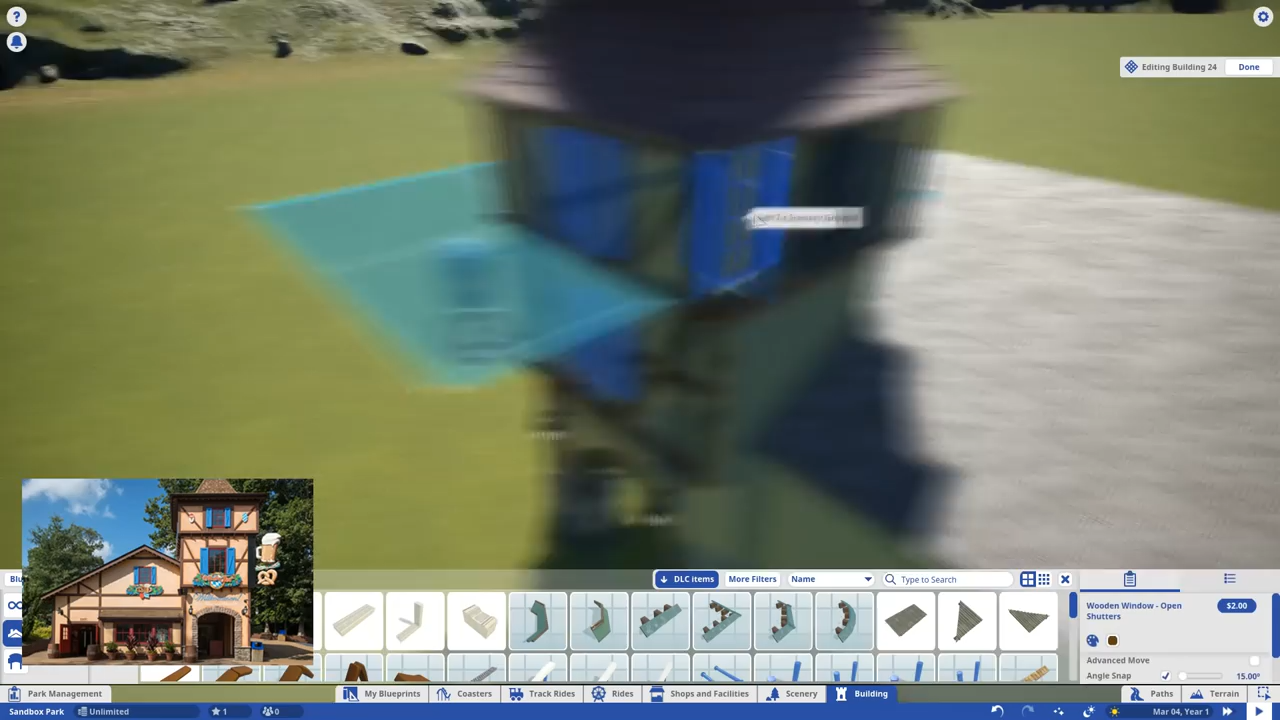 ?
Editing Building 24
Done
Blu
DLC items
More Filters
Name
Type to Search
Wooden Window - Open
Shutters
$2.00
Advanced Move
Angle Snap
15.00°
Park Management
My Blueprints
Coasters
Track Rides
Rides
Shops and Facilities
Scenery
Building
Paths
Terrain
Sandbox Park
Unlimited
1
0
Mar 04, Year 1